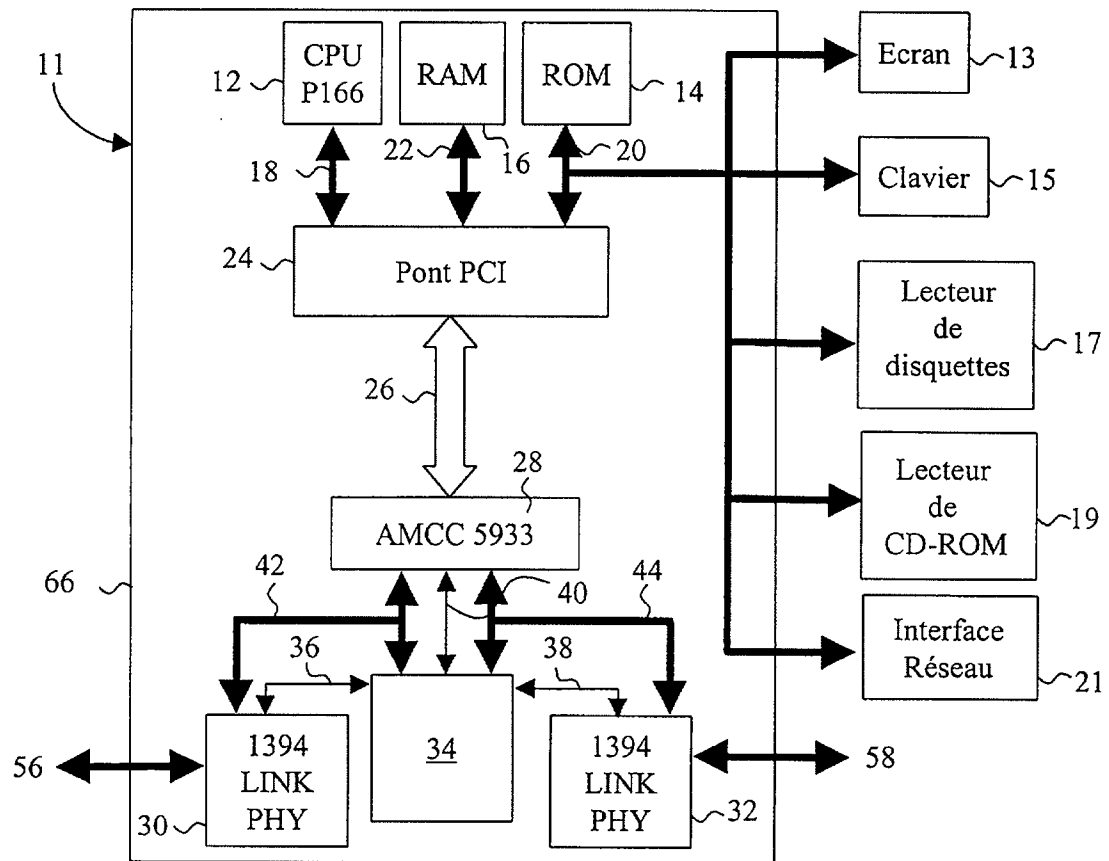 11
12
CPU
P166
RAM
ROM
14
Ecran
13
18
22
16
20
Clavier
15
24
Pont PCI
Lecteur
de
disquettes
17
26
28
AMCC 5933
Lecteur
de
CD-ROM
19
66
42
40
44
36
38
Interface
Réseau
21
56
1394
LINK
PHY
30
34
1394
LINK
PHY
32
58